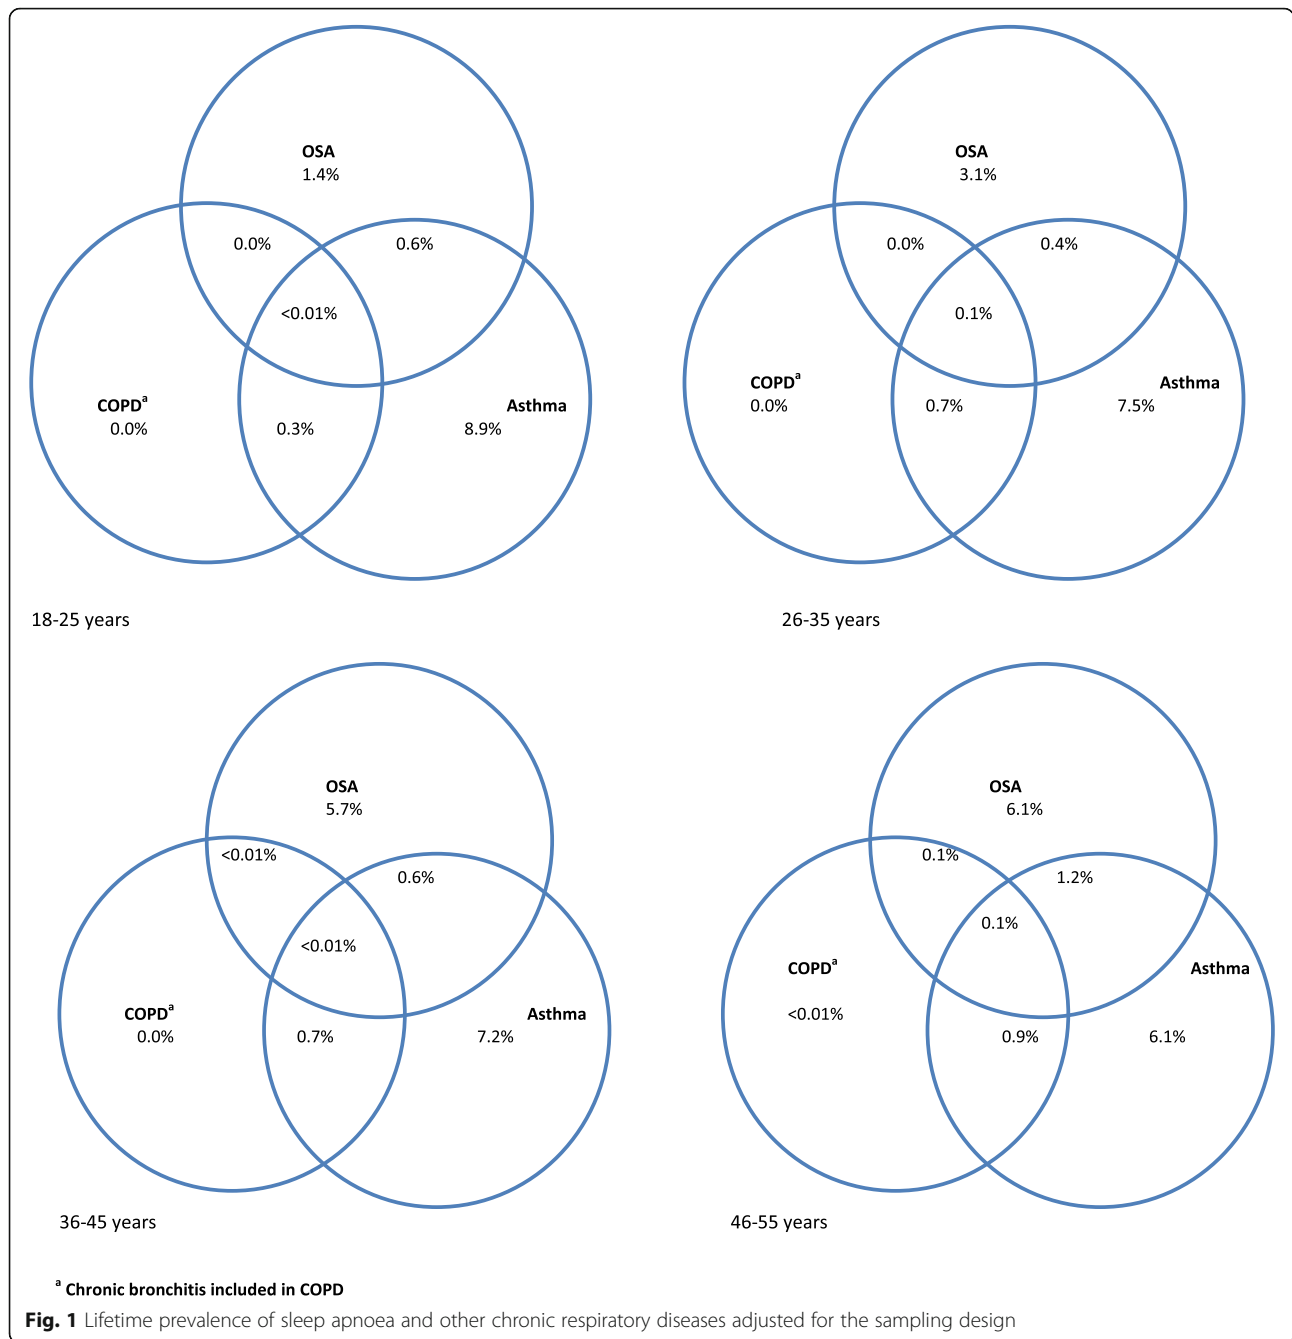 OSA
1.4%
0.0%
0.6%
<0.01%
COPDᵃ
0.0%
0.3%
Asthma
8.9%
18-25 years
OSA
3.1%
0.0%
0.4%
0.1%
COPDᵃ
0.0%
0.7%
Asthma
7.5%
26-35 years
OSA
5.7%
<0.01%
0.6%
<0.01%
COPDᵃ
0.0%
0.7%
Asthma
7.2%
36-45 years
OSA
6.1%
0.1%
1.2%
0.1%
COPDᵃ
<0.01%
0.9%
Asthma
6.1%
46-55 years
ᵃ Chronic bronchitis included in COPD
Fig. 1 Lifetime prevalence of sleep apnoea and other chronic respiratory diseases adjusted for the sampling design